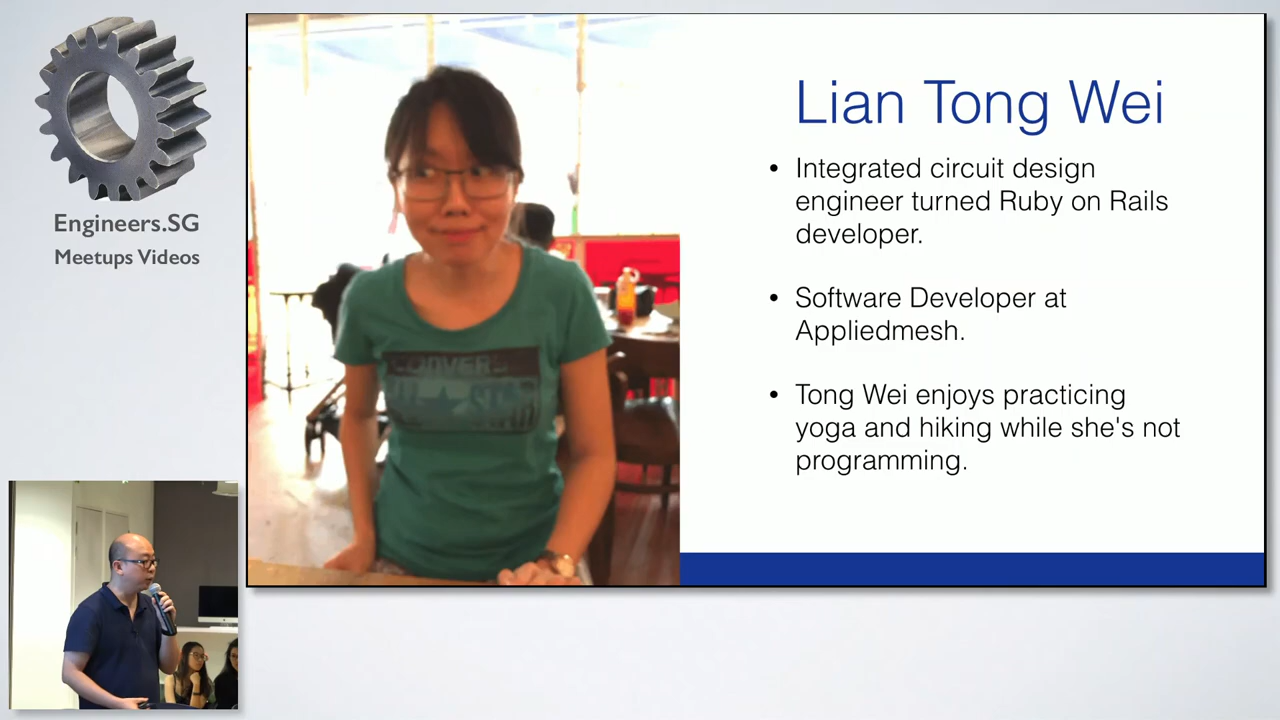 Engineers.SG
Meetups Videos
Lian Tong Wei
• Integrated circuit design
engineer turned Ruby on Rails
developer.
• Software Developer at
Appliedmesh.
• Tong Wei enjoys practicing
yoga and hiking while she's not
programming.